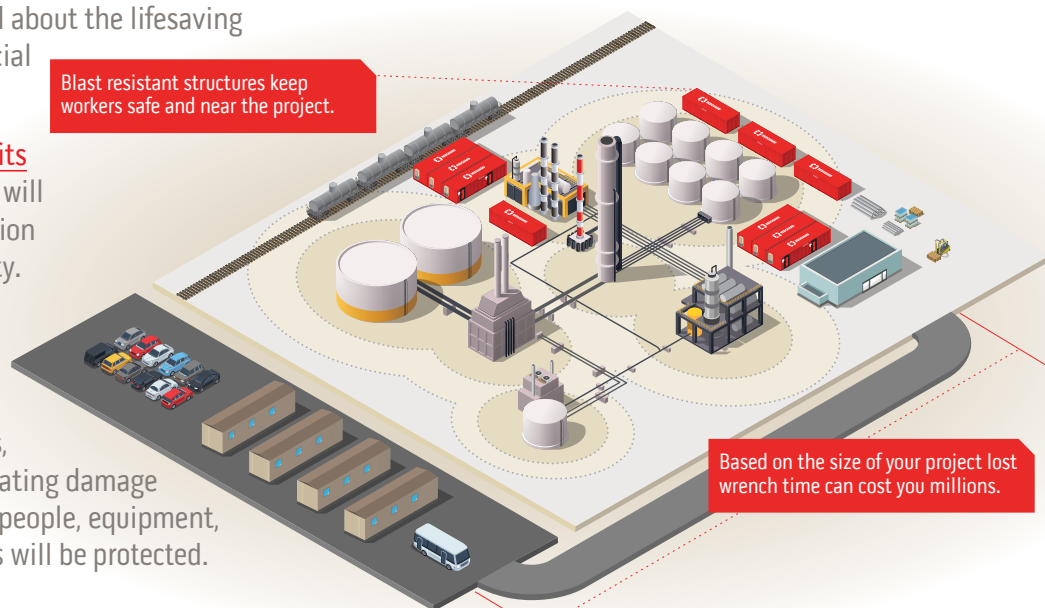 about the lifesaving
cial
its
will
ion
ty.
s,
ating damage
people, equipment,
s will be protected.
Blast resistant structures keep
workers safe and near the project.
Based on the size of your project lost
wrench time can cost you millions.